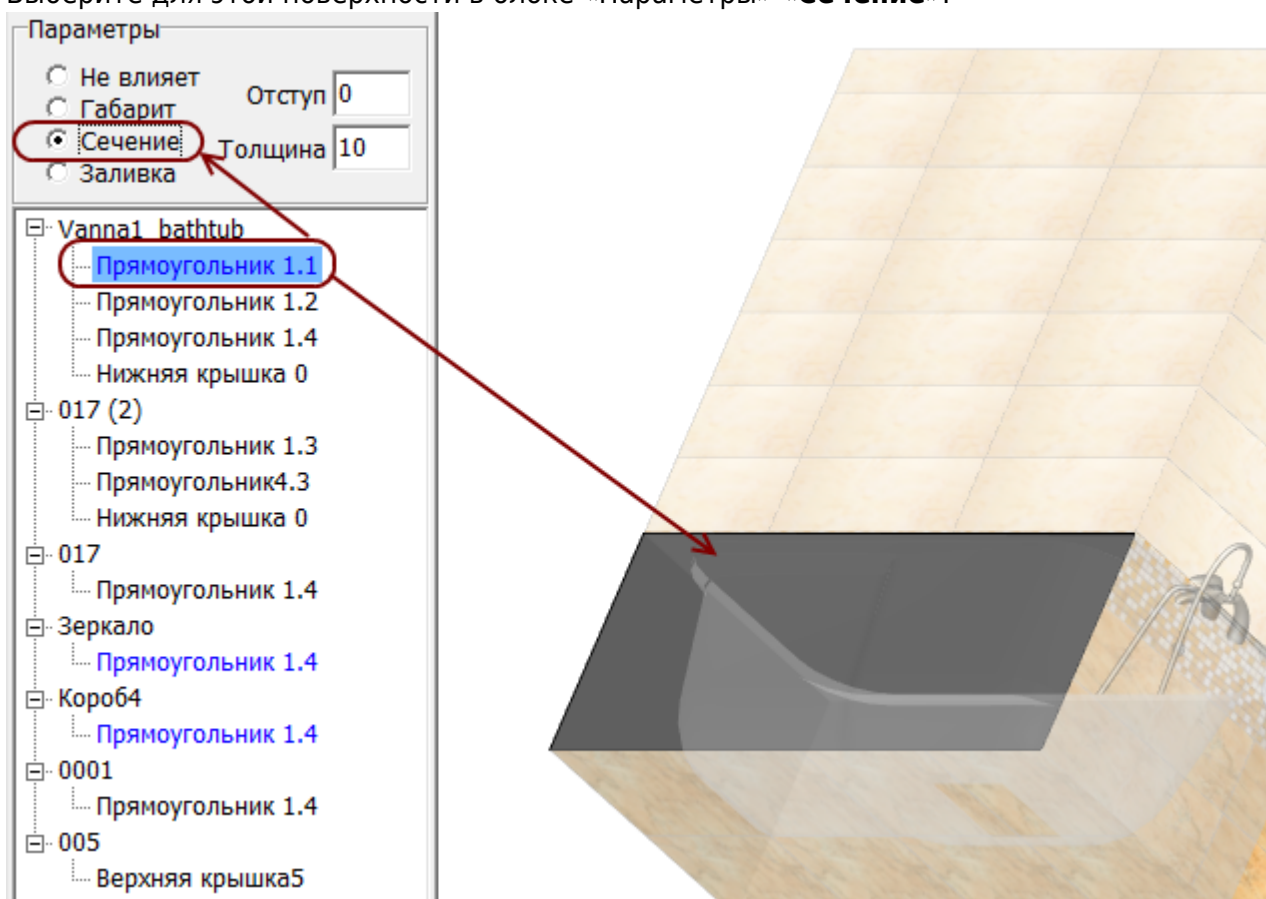 Выберите для этой поверхности в блоке «Параметры» «Сечение».
Параметры
Не влияет
Габарит
Сечение
Заливка
Отступ 0
Толщина 10
Vanna1_bathtub
Прямоугольник 1.1
Прямоугольник 1.2
Прямоугольник 1.4
Нижняя крышка 0
017 (2)
Прямоугольник 1.3
Прямоугольник4.3
Нижняя крышка 0
017
Прямоугольник 1.4
Зеркало
Прямоугольник 1.4
Короб4
Прямоугольник 1.4
0001
Прямоугольник 1.4
005
Верхняя крышка5